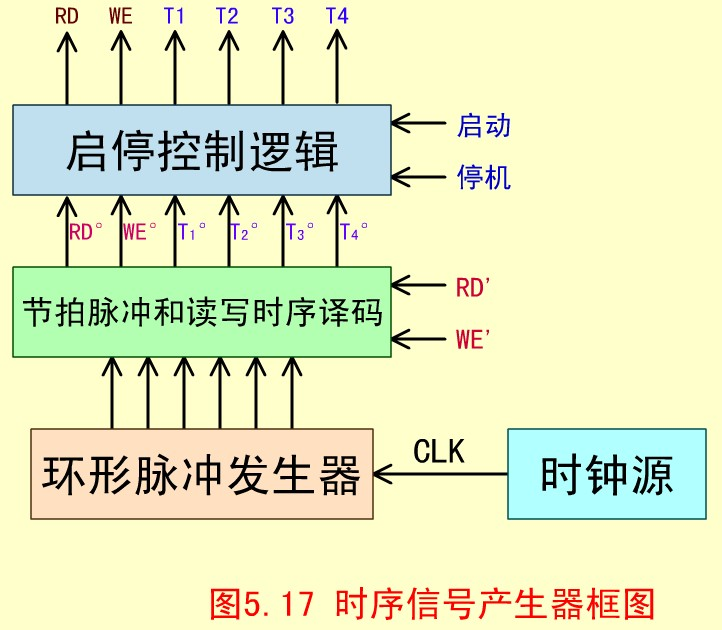 RD WE T1 T2 T3 T4
启停控制逻辑
启动
停机
RD° WE° T₁° T₂° T₃° T₄°
节拍脉冲和读写时序译码
RD'
WE'
环形脉冲发生器
CLK
时钟源
图5.17 时序信号产生器框图